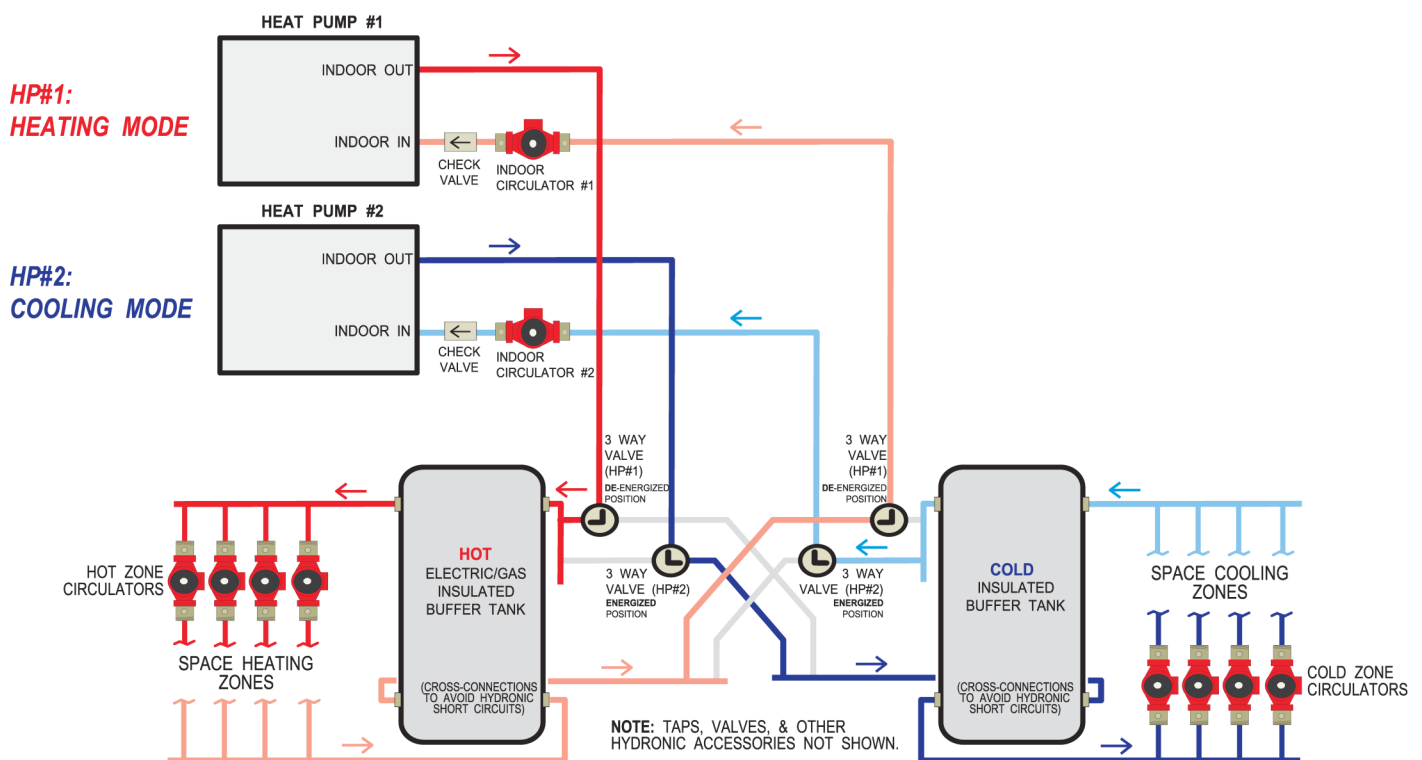 HEAT PUMP #1
INDOOR OUT
HP#1:
HEATING MODE
INDOOR IN
CHECK
VALVE
INDOOR
CIRCULATOR #1
HEAT PUMP #2
INDOOR OUT
HP#2:
COOLING MODE
INDOOR IN
CHECK
VALVE
INDOOR
CIRCULATOR #2
3 WAY
VALVE
(HP#1)
DE-ENERGIZED
POSITION
3 WAY
VALVE
(HP#1)
DE-ENERGIZED
POSITION
HOT ZONE
CIRCULATORS
HOT
ELECTRIC/GAS
INSULATED
BUFFER TANK
3 WAY
VALVE (HP#2)
ENERGIZED
POSITION
3 WAY
VALVE (HP#2)
ENERGIZED
POSITION
COLD
INSULATED
BUFFER TANK
SPACE COOLING
ZONES
SPACE HEATING
ZONES
(CROSS-CONNECTIONS
TO AVOID HYDRONIC
SHORT CIRCUITS)
(CROSS-CONNECTIONS
TO AVOID HYDRONIC
SHORT CIRCUITS)
COLD ZONE
CIRCULATORS
NOTE: TAPS, VALVES, & OTHER
HYDRONIC ACCESSORIES NOT SHOWN.